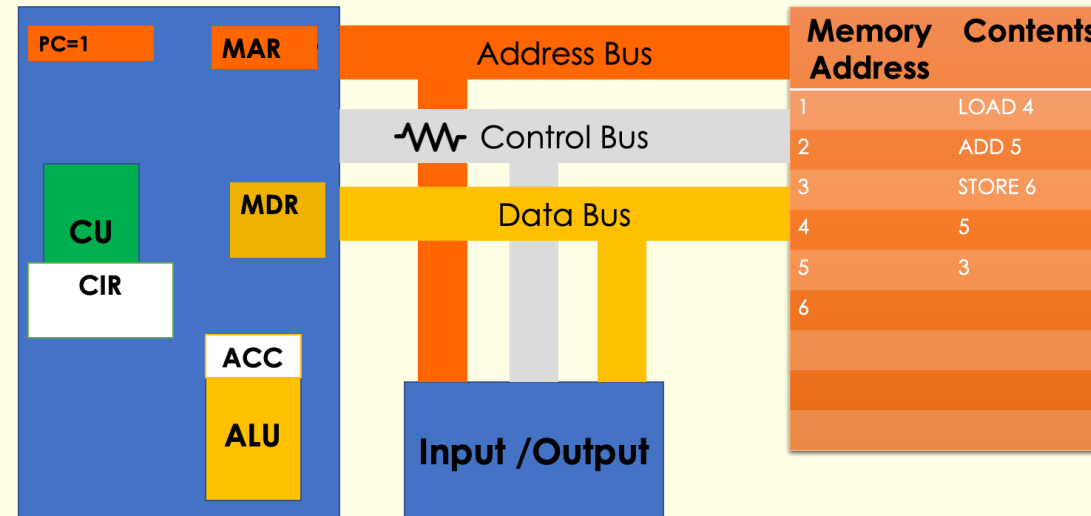 PC=1
MAR
Address Bus
Control Bus
MDR
Data Bus
CU
CIR
ACC
ALU
Input /Output
Memory Address Contents
1 LOAD 4
2 ADD 5
3 STORE 6
4 5
5 3
6